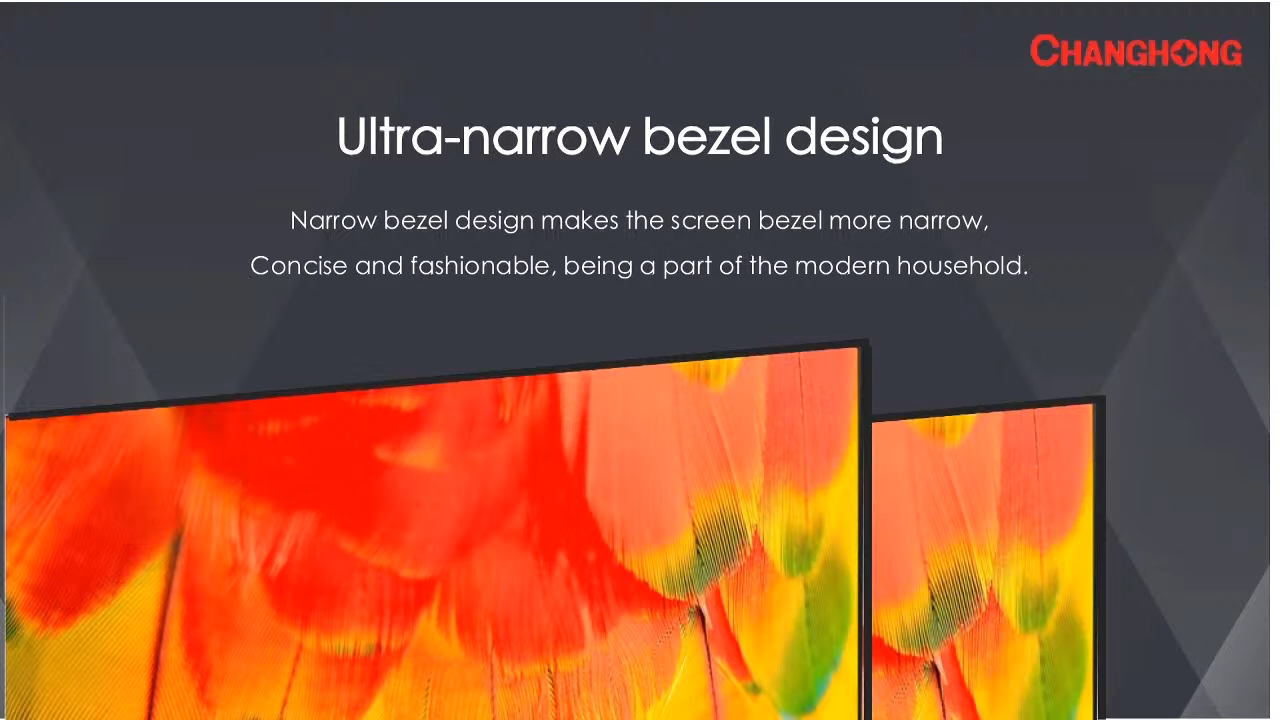 CHANGHONG
Ultra-narrow bezel design
Narrow bezel design makes the screen bezel more narrow,
Concise and fashionable, being a part of the modern household.